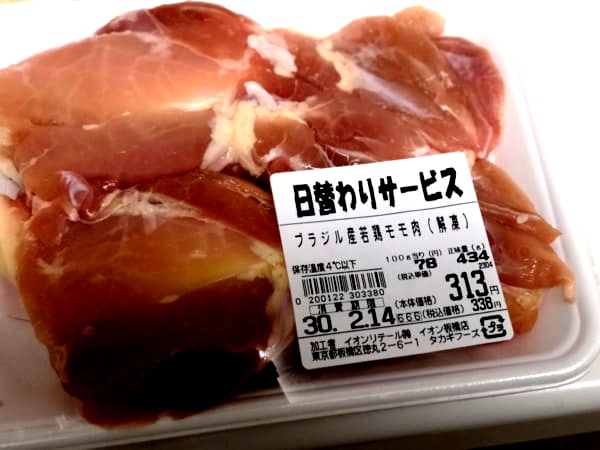 日替わりサービス
ブラジル産若鶏モモ肉(解凍)
保存温度4℃以下
100g当り(円) 正味量(g)
78 434
(税込単価) 2304
0 200122 303380
(本体価格) 313円
消費期限
30. 2.14 666(税込価格) 338円
加工者 イオンリテール㈱ イオン板橋店
東京都板橋区徳丸2-6-1 タカギフーズ
プラ